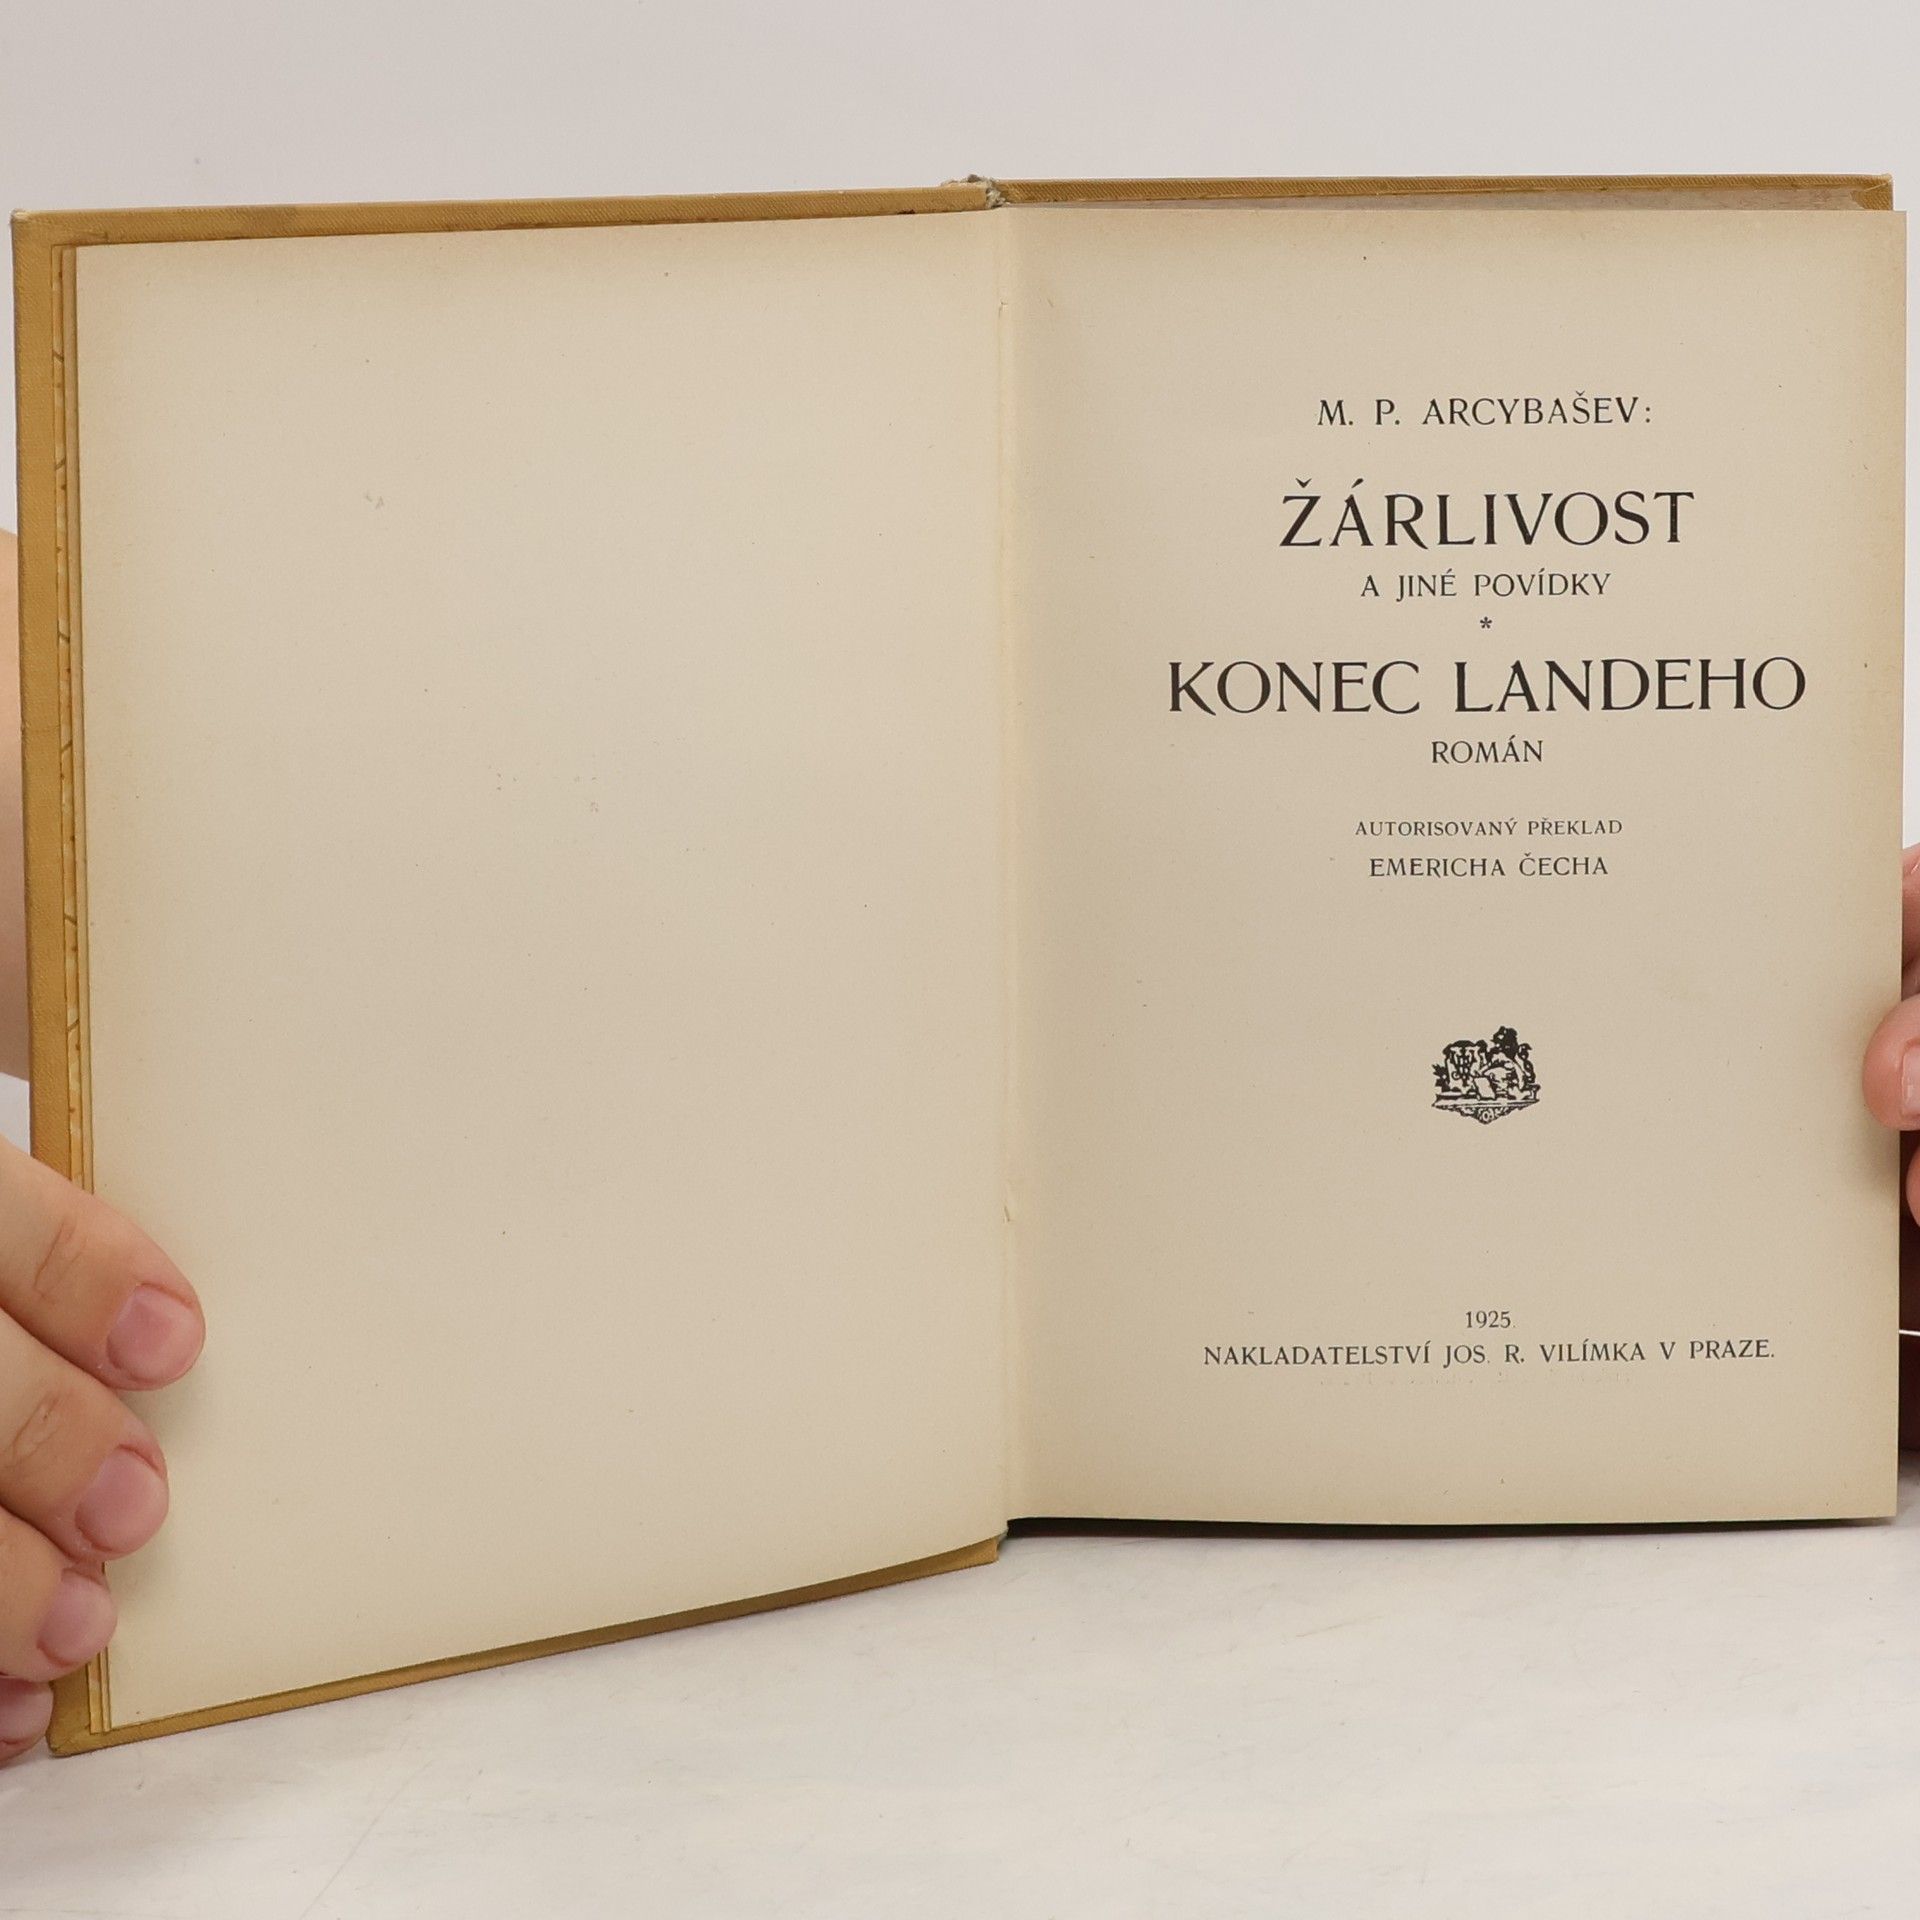 M. P. ARCYBAŠEV:
ŽÁRLIVOST
A JINÉ POVÍDKY
*
KONEC LANDEHO
ROMÁN
AUTORISOVANÝ PŘEKLAD
EMERICHA ČECHA
1925.
NAKLADATELSTVÍ JOS. R. VILÍMKA V PRAZE.